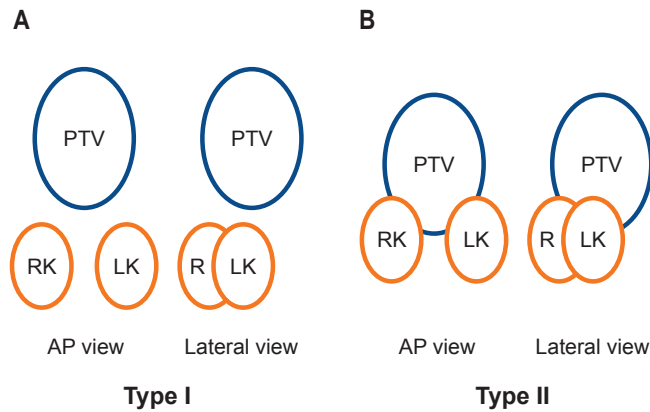 A
B
PTV PTV
PTV PTV
RK LK R LK
RK LK R LK
AP view Lateral view
AP view Lateral view
Type I
Type II